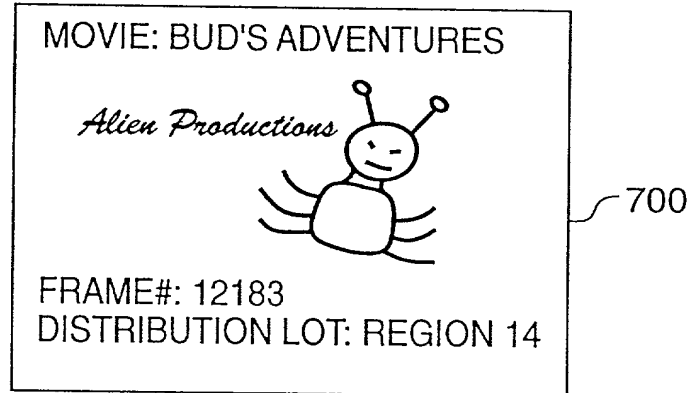 MOVIE: BUD'S ADVENTURES
Alien Productions
700
FRAME#: 12183
DISTRIBUTION LOT: REGION 14